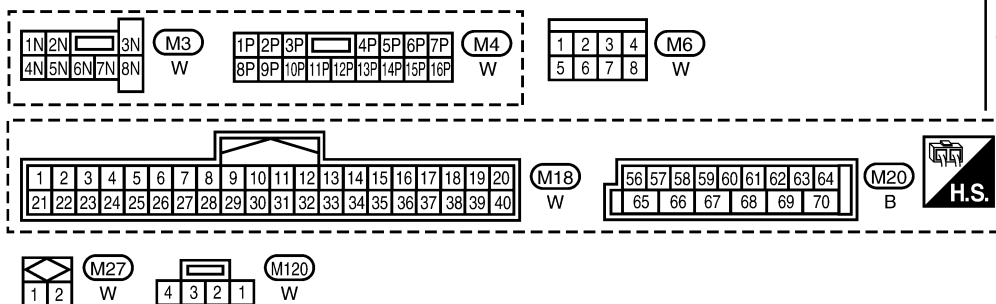 1N 2N 3N M3 1P 2P 3P 4P 5P 6P 7P M4 1 2 3 4 M6
4N 5N 6N 7N 8N W 8P 9P 10P 11P 12P 13P 14P 15P 16P W 5 6 7 8 W
1 2 3 4 5 6 7 8 9 10 11 12 13 14 15 16 17 18 19 20 M18 56 57 58 59 60 61 62 63 64 M20
21 22 23 24 25 26 27 28 29 30 31 32 33 34 35 36 37 38 39 40 W 65 66 67 68 69 70 B H.S.
M27 M120
1 2 W 4 3 2 1 W